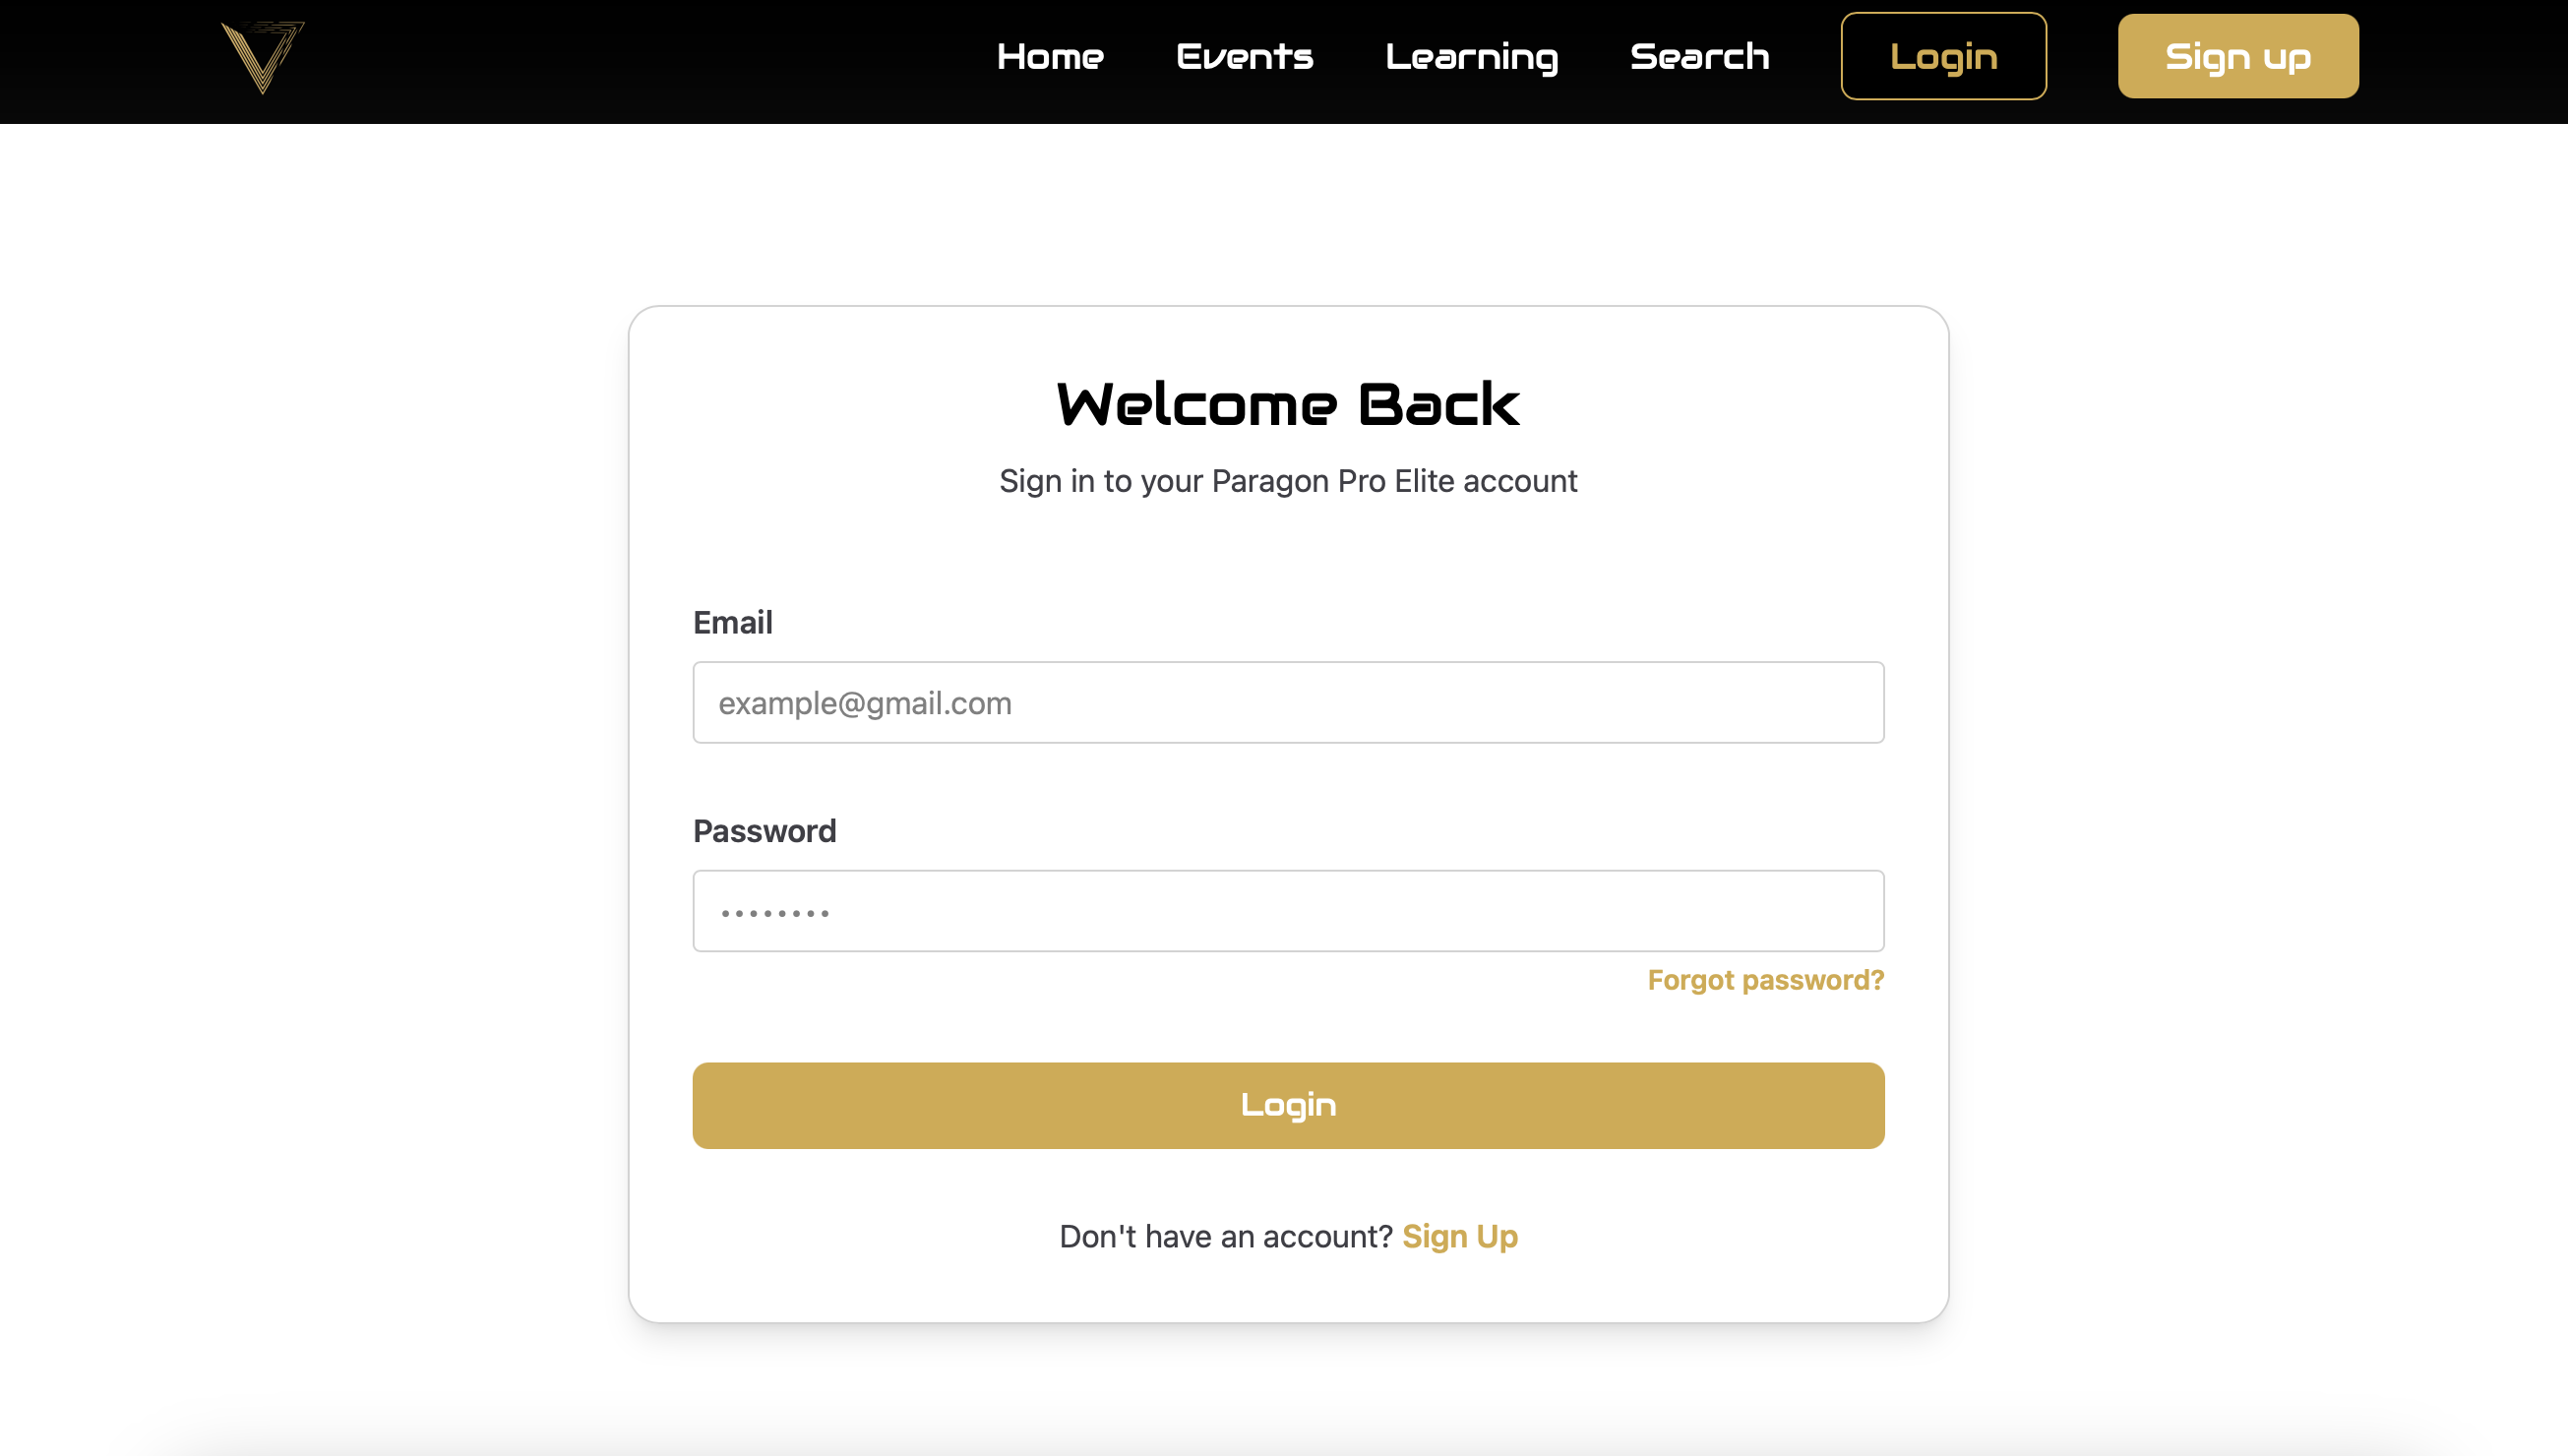 Home Events Learning Search Login Sign up
Welcome Back
Sign in to your Paragon Pro Elite account
Email
example@gmail.com
Password
••••••••
Forgot password?
Login
Don't have an account? Sign Up